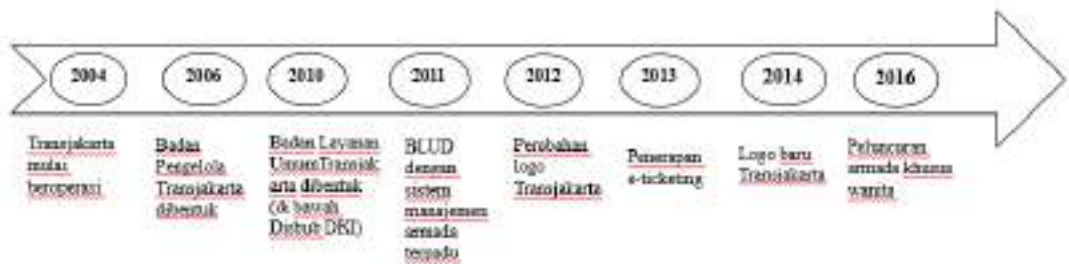 2004
2006
2010
2011
2012
2013
2014
2016
Transjakarta
mulai
beroperasi
Badan
Pengelola
Transjakarta
dibentuk
Badan Layanan
UmumTransjak
arta dibentuk
(di bawah
Dishub DKI)
BLUD
dengan
sistem
manajemen
armada
terpadu
Perubahan
logo
Transjakarta
Penerapan
e-ticketing
Logo baru
Transjakarta
Peluncuran
armada khusus
wanita